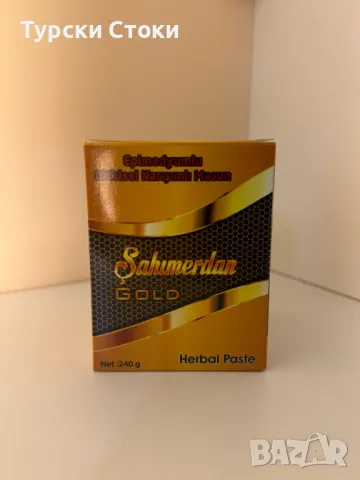 Турски Стоки
Epimedyumlu
Bitkisel Karışımlı Macun
Şahmerdan
GOLD
Net :240 g
Herbal Paste
BAZAR